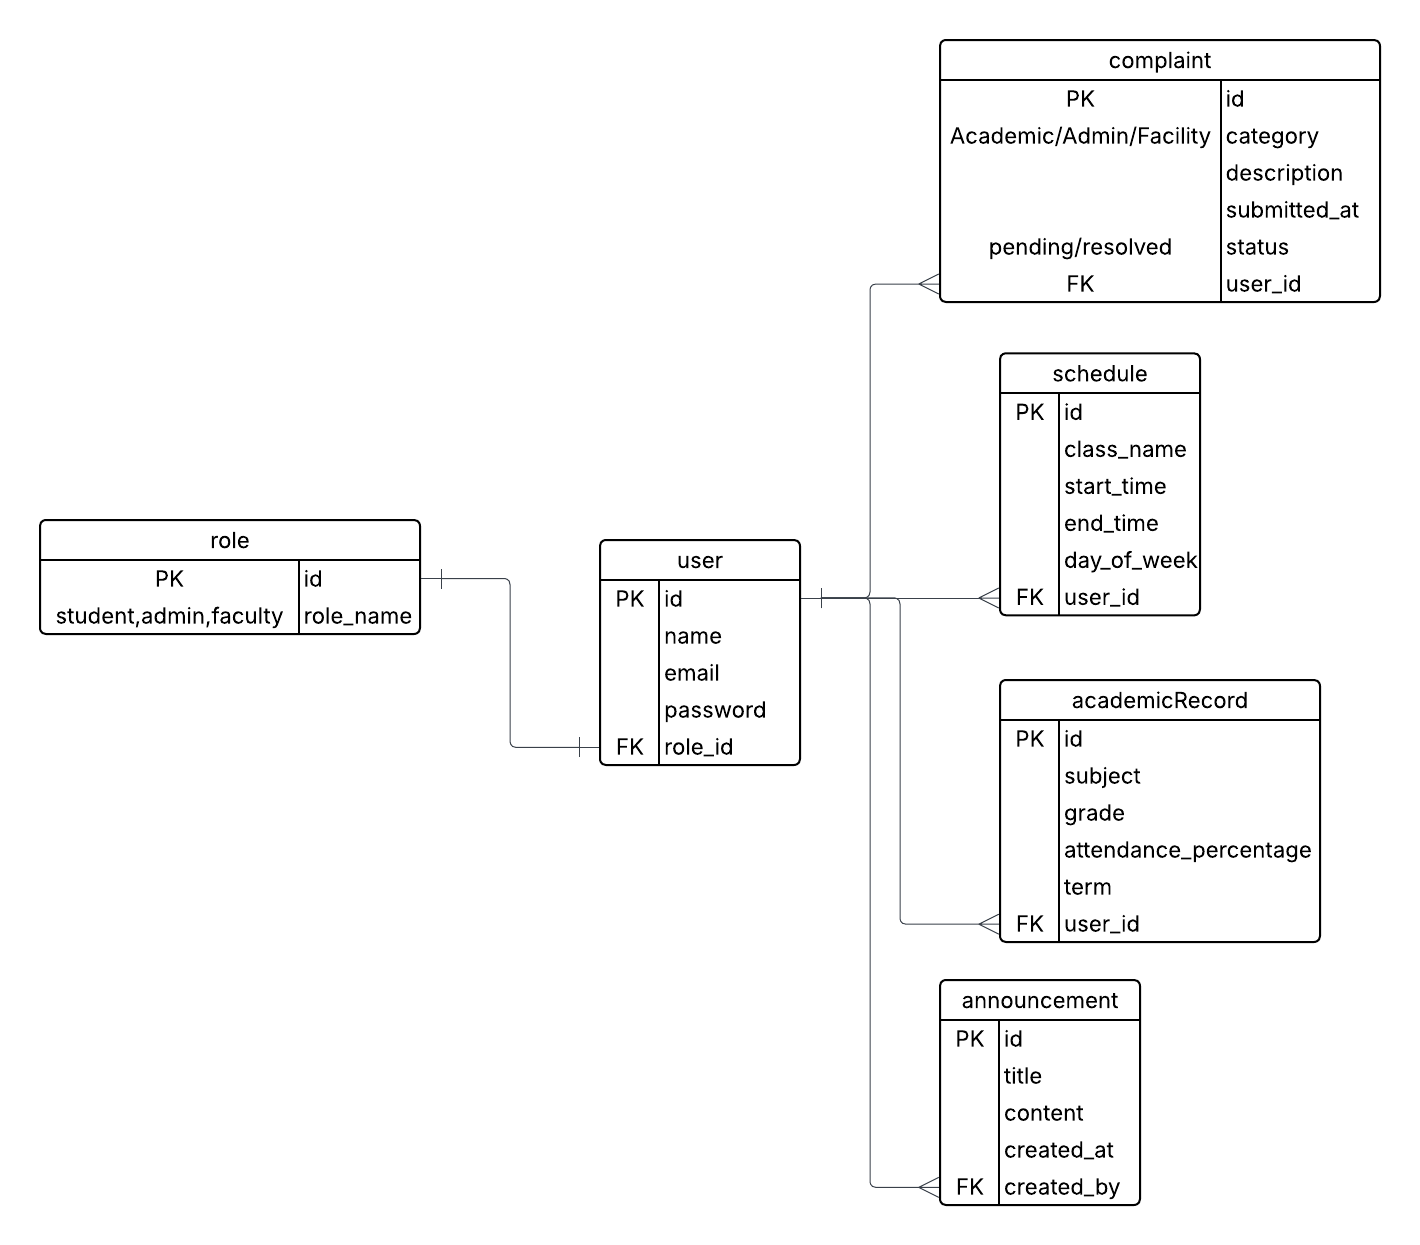 complaint
PK id
Academic/Admin/Facility category
description
submitted_at
pending/resolved status
FK user_id
schedule
PK id
class_name
start_time
end_time
day_of_week
FK user_id
role
PK id
student,admin,faculty role_name
user
PK id
name
email
password
FK role_id
academicRecord
PK id
subject
grade
attendance_percentage
term
FK user_id
announcement
PK id
title
content
created_at
FK created_by